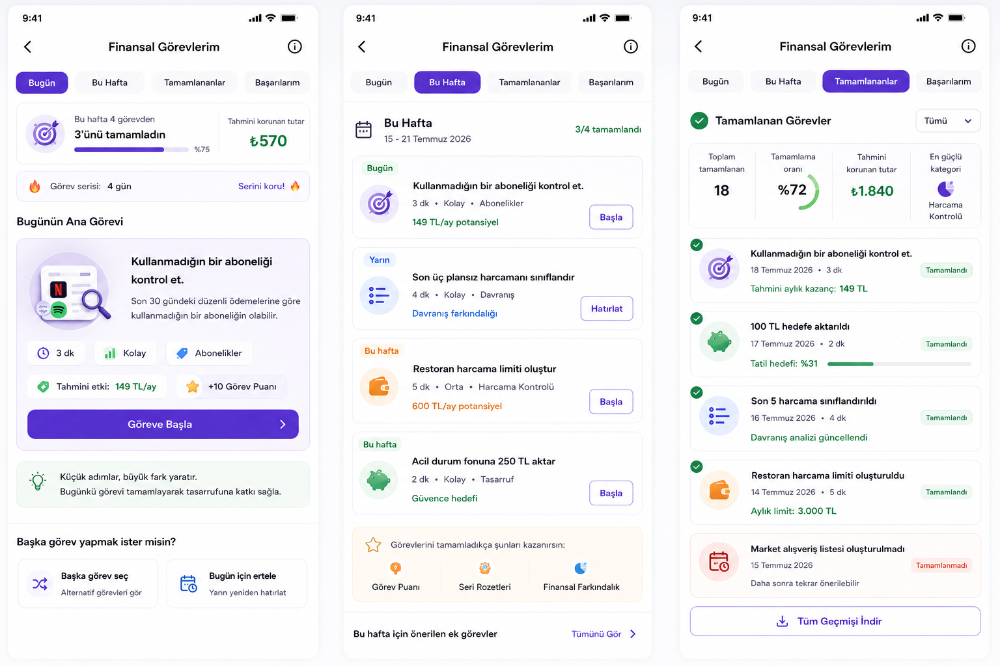 9:41
Finansal Görevlerim
Bugün
Bu Hafta
Tamamlananlar
Başarılarım
Bu hafta 4 görevden
3'ünü tamamladın
%75
Tahmini korunan tutar
₺570
Görev serisi: 4 gün
Serini koru!
Bugünün Ana Görevi
Kullanmadığın bir aboneliği
kontrol et.
Son 30 gündeki düzenli ödemelerine göre
kullanmadığın bir aboneliğin olabilir.
3 dk
Kolay
Abonelikler
Tahmini etki: 149 TL/ay
+10 Görev Puanı
Göreve Başla
Küçük adımlar, büyük fark yaratır.
Bugünkü görevi tamamlayarak tasarrufuna katkı sağla.
Başka görev yapmak ister misin?
Başka görev seç
Alternatif görevleri gör
Bugün için ertele
Yarın yeniden hatırlat
9:41
Finansal Görevlerim
Bugün
Bu Hafta
Tamamlananlar
Başarılarım
Bu Hafta
15 - 21 Temmuz 2026
3/4 tamamlandı
Bugün
Kullanmadığın bir aboneliği kontrol et.
3 dk • Kolay • Abonelikler
149 TL/ay potansiyel
Başla
Yarın
Son üç plansız harcamanı sınıflandır
4 dk • Kolay • Davranış
Davranış farkındalığı
Hatırlat
Bu hafta
Restoran harcama limiti oluştur
5 dk • Orta • Harcama Kontrolü
600 TL/ay potansiyel
Başla
Bu hafta
Acil durum fonuna 250 TL aktar
2 dk • Kolay • Tasarruf
Güvence hedefi
Başla
Görevlerini tamamladıkça şunları kazanırsın:
Görev Puanı
Seri Rozetleri
Finansal Farkındalık
Bu hafta için önerilen ek görevler
Tümünü Gör
9:41
Finansal Görevlerim
Bugün
Bu Hafta
Tamamlananlar
Başarılarım
Tamamlanan Görevler
Tümü
Toplam
tamamlanan
18
Tamamlama
oranı
%72
Tahmini
korunan tutar
₺1.840
En güçlü
kategori
Harcama
Kontrolü
Kullanmadığın bir aboneliği kontrol et.
18 Temmuz 2026 • 3 dk
Tahmini aylık kazanç: 149 TL
Tamamlandı
100 TL hedefe aktarıldı
17 Temmuz 2026 • 2 dk
Tatil hedefi: %31
Tamamlandı
Son 5 harcama sınıflandırıldı
16 Temmuz 2026 • 4 dk
Davranış analizi güncellendi
Tamamlandı
Restoran harcama limiti oluşturuldu
14 Temmuz 2026 • 5 dk
Aylık limit: 3.000 TL
Tamamlandı
Market alışveriş listesi oluşturulmadı
15 Temmuz 2026
Daha sonra tekrar önerilebilir
Tamamlanmadı
Tüm Geçmişi İndir